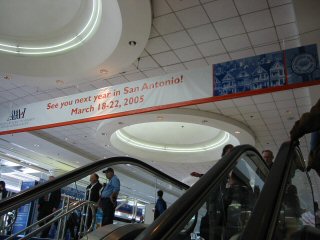 See you next year in San Antonio!
March 18-22, 2005